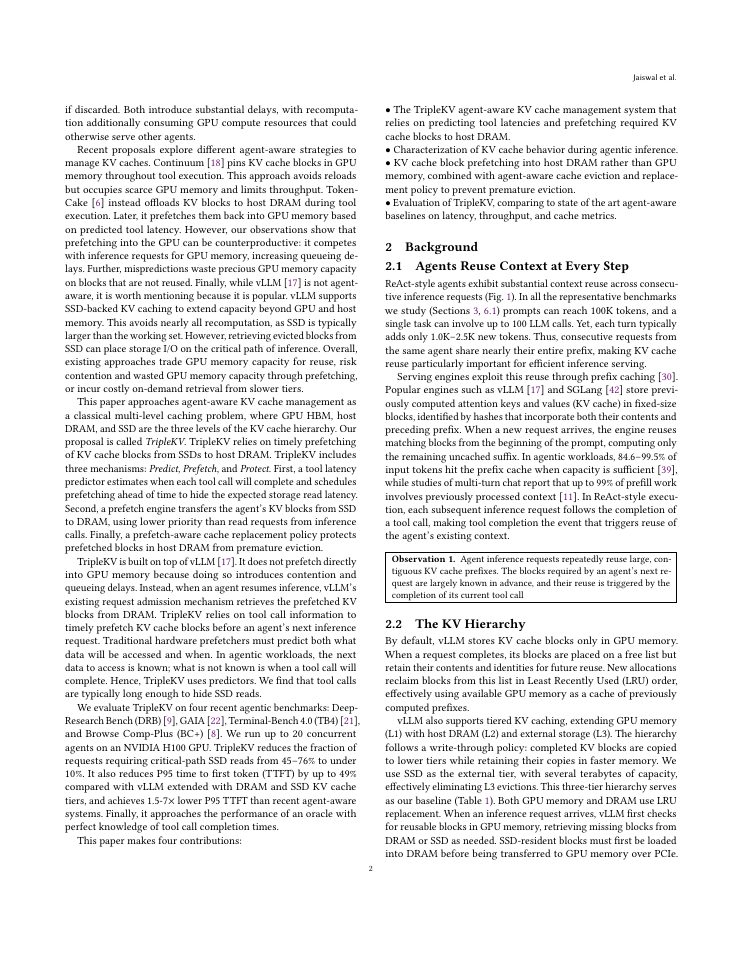 Jaiswal et al.
if discarded. Both introduce substantial delays, with recomputa-
tion additionally consuming GPU compute resources that could
otherwise serve other agents.
Recent proposals explore different agent-aware strategies to
manage KV caches. Continuum [18] pins KV cache blocks in GPU
memory throughout tool execution. This approach avoids reloads
but occupies scarce GPU memory and limits throughput. Token-
Cake [6] instead offloads KV blocks to host DRAM during tool
execution. Later, it prefetches them back into GPU memory based
on predicted tool latency. However, our observations show that
prefetching into the GPU can be counterproductive: it competes
with inference requests for GPU memory, increasing queueing de-
lays. Further, mispredictions waste precious GPU memory capacity
on blocks that are not reused. Finally, while vLLM [17] is not agent-
aware, it is worth mentioning because it is popular. vLLM supports
SSD-backed KV caching to extend capacity beyond GPU and host
memory. This avoids nearly all recomputation, as SSD is typically
larger than the working set. However, retrieving evicted blocks from
SSD can place storage I/O on the critical path of inference. Overall,
existing approaches trade GPU memory capacity for reuse, risk
contention and wasted GPU memory capacity through prefetching,
or incur costly on-demand retrieval from slower tiers.
This paper approaches agent-aware KV cache management as
a classical multi-level caching problem, where GPU HBM, host
DRAM, and SSD are the three levels of the KV cache hierarchy. Our
proposal is called TripleKV. TripleKV relies on timely prefetching
of KV cache blocks from SSDs to host DRAM. TripleKV includes
three mechanisms: Predict, Prefetch, and Protect. First, a tool latency
predictor estimates when each tool call will complete and schedules
prefetching ahead of time to hide the expected storage read latency.
Second, a prefetch engine transfers the agent's KV blocks from SSD
to DRAM, using lower priority than read requests from inference
calls. Finally, a prefetch-aware cache replacement policy protects
prefetched blocks in host DRAM from premature eviction.
TripleKV is built on top of vLLM [17]. It does not prefetch directly
into GPU memory because doing so introduces contention and
queueing delays. Instead, when an agent resumes inference, vLLM's
existing request admission mechanism retrieves the prefetched KV
blocks from DRAM. TripleKV relies on tool call information to
timely prefetch KV cache blocks before an agent's next inference
request. Traditional hardware prefetchers must predict both what
data will be accessed and when. In agentic workloads, the next
data to access is known; what is not known is when a tool call will
complete. Hence, TripleKV uses predictors. We find that tool calls
are typically long enough to hide SSD reads.
We evaluate TripleKV on four recent agentic benchmarks: Deep-
Research Bench (DRB) [9], GAIA [22], Terminal-Bench 4.0 (TB4) [21],
and Browse Comp-Plus (BC+) [8]. We run up to 20 concurrent
agents on an NVIDIA H100 GPU. TripleKV reduces the fraction of
requests requiring critical-path SSD reads from 45–76% to under
10%. It also reduces P95 time to first token (TTFT) by up to 49%
compared with vLLM extended with DRAM and SSD KV cache
tiers, and achieves 1.5-7× lower P95 TTFT than recent agent-aware
systems. Finally, it approaches the performance of an oracle with
perfect knowledge of tool call completion times.
This paper makes four contributions:
• The TripleKV agent-aware KV cache management system that
relies on predicting tool latencies and prefetching required KV
cache blocks to host DRAM.
• Characterization of KV cache behavior during agentic inference.
• KV cache block prefetching into host DRAM rather than GPU
memory, combined with agent-aware cache eviction and replace-
ment policy to prevent premature eviction.
• Evaluation of TripleKV, comparing to state of the art agent-aware
baselines on latency, throughput, and cache metrics.
2 Background
2.1 Agents Reuse Context at Every Step
ReAct-style agents exhibit substantial context reuse across consecu-
tive inference requests (Fig. 1). In all the representative benchmarks
we study (Sections 3, 6.1) prompts can reach 100K tokens, and a
single task can involve up to 100 LLM calls. Yet, each turn typically
adds only 1.0K–2.5K new tokens. Thus, consecutive requests from
the same agent share nearly their entire prefix, making KV cache
reuse particularly important for efficient inference serving.
Serving engines exploit this reuse through prefix caching [30].
Popular engines such as vLLM [17] and SGLang [42] store previ-
ously computed attention keys and values (KV cache) in fixed-size
blocks, identified by hashes that incorporate both their contents and
preceding prefix. When a new request arrives, the engine reuses
matching blocks from the beginning of the prompt, computing only
the remaining uncached suffix. In agentic workloads, 84.6–99.5% of
input tokens hit the prefix cache when capacity is sufficient [39],
while studies of multi-turn chat report that up to 99% of prefill work
involves previously processed context [11]. In ReAct-style execu-
tion, each subsequent inference request follows the completion of
a tool call, making tool completion the event that triggers reuse of
the agent's existing context.
Observation 1. Agent inference requests repeatedly reuse large, con-
tiguous KV cache prefixes. The blocks required by an agent's next re-
quest are largely known in advance, and their reuse is triggered by the
completion of its current tool call
2.2 The KV Hierarchy
By default, vLLM stores KV cache blocks only in GPU memory.
When a request completes, its blocks are placed on a free list but
retain their contents and identities for future reuse. New allocations
reclaim blocks from this list in Least Recently Used (LRU) order,
effectively using available GPU memory as a cache of previously
computed prefixes.
vLLM also supports tiered KV caching, extending GPU memory
(L1) with host DRAM (L2) and external storage (L3). The hierarchy
follows a write-through policy: completed KV blocks are copied
to lower tiers while retaining their copies in faster memory. We
use SSD as the external tier, with several terabytes of capacity,
effectively eliminating L3 evictions. This three-tier hierarchy serves
as our baseline (Table 1). Both GPU memory and DRAM use LRU
replacement. When an inference request arrives, vLLM first checks
for reusable blocks in GPU memory, retrieving missing blocks from
DRAM or SSD as needed. SSD-resident blocks must first be loaded
into DRAM before being transferred to GPU memory over PCIe.
2